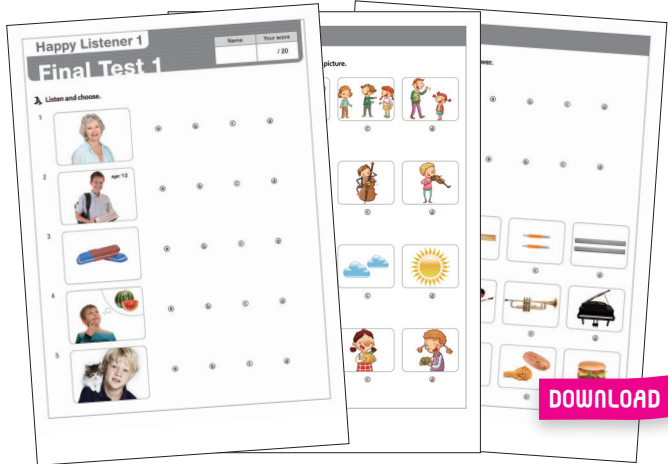 Happy Listener 1
Name
Your score
/ 20
Final Test 1
A. Listen and choose.
1
ⓐ ⓑ ⓒ ⓓ
2
age: 12
ⓐ ⓑ ⓒ ⓓ
3
ⓐ ⓑ ⓒ ⓓ
4
ⓐ ⓑ ⓒ ⓓ
5
ⓐ ⓑ ⓒ ⓓ
picture.
ⓒ ⓓ
ⓒ ⓓ
ⓒ ⓓ
ⓒ ⓓ
wer.
ⓐ ⓑ ⓒ ⓓ
ⓐ ⓑ ⓒ ⓓ
ⓒ ⓓ
ⓒ ⓓ
ⓒ
DOWNLOAD